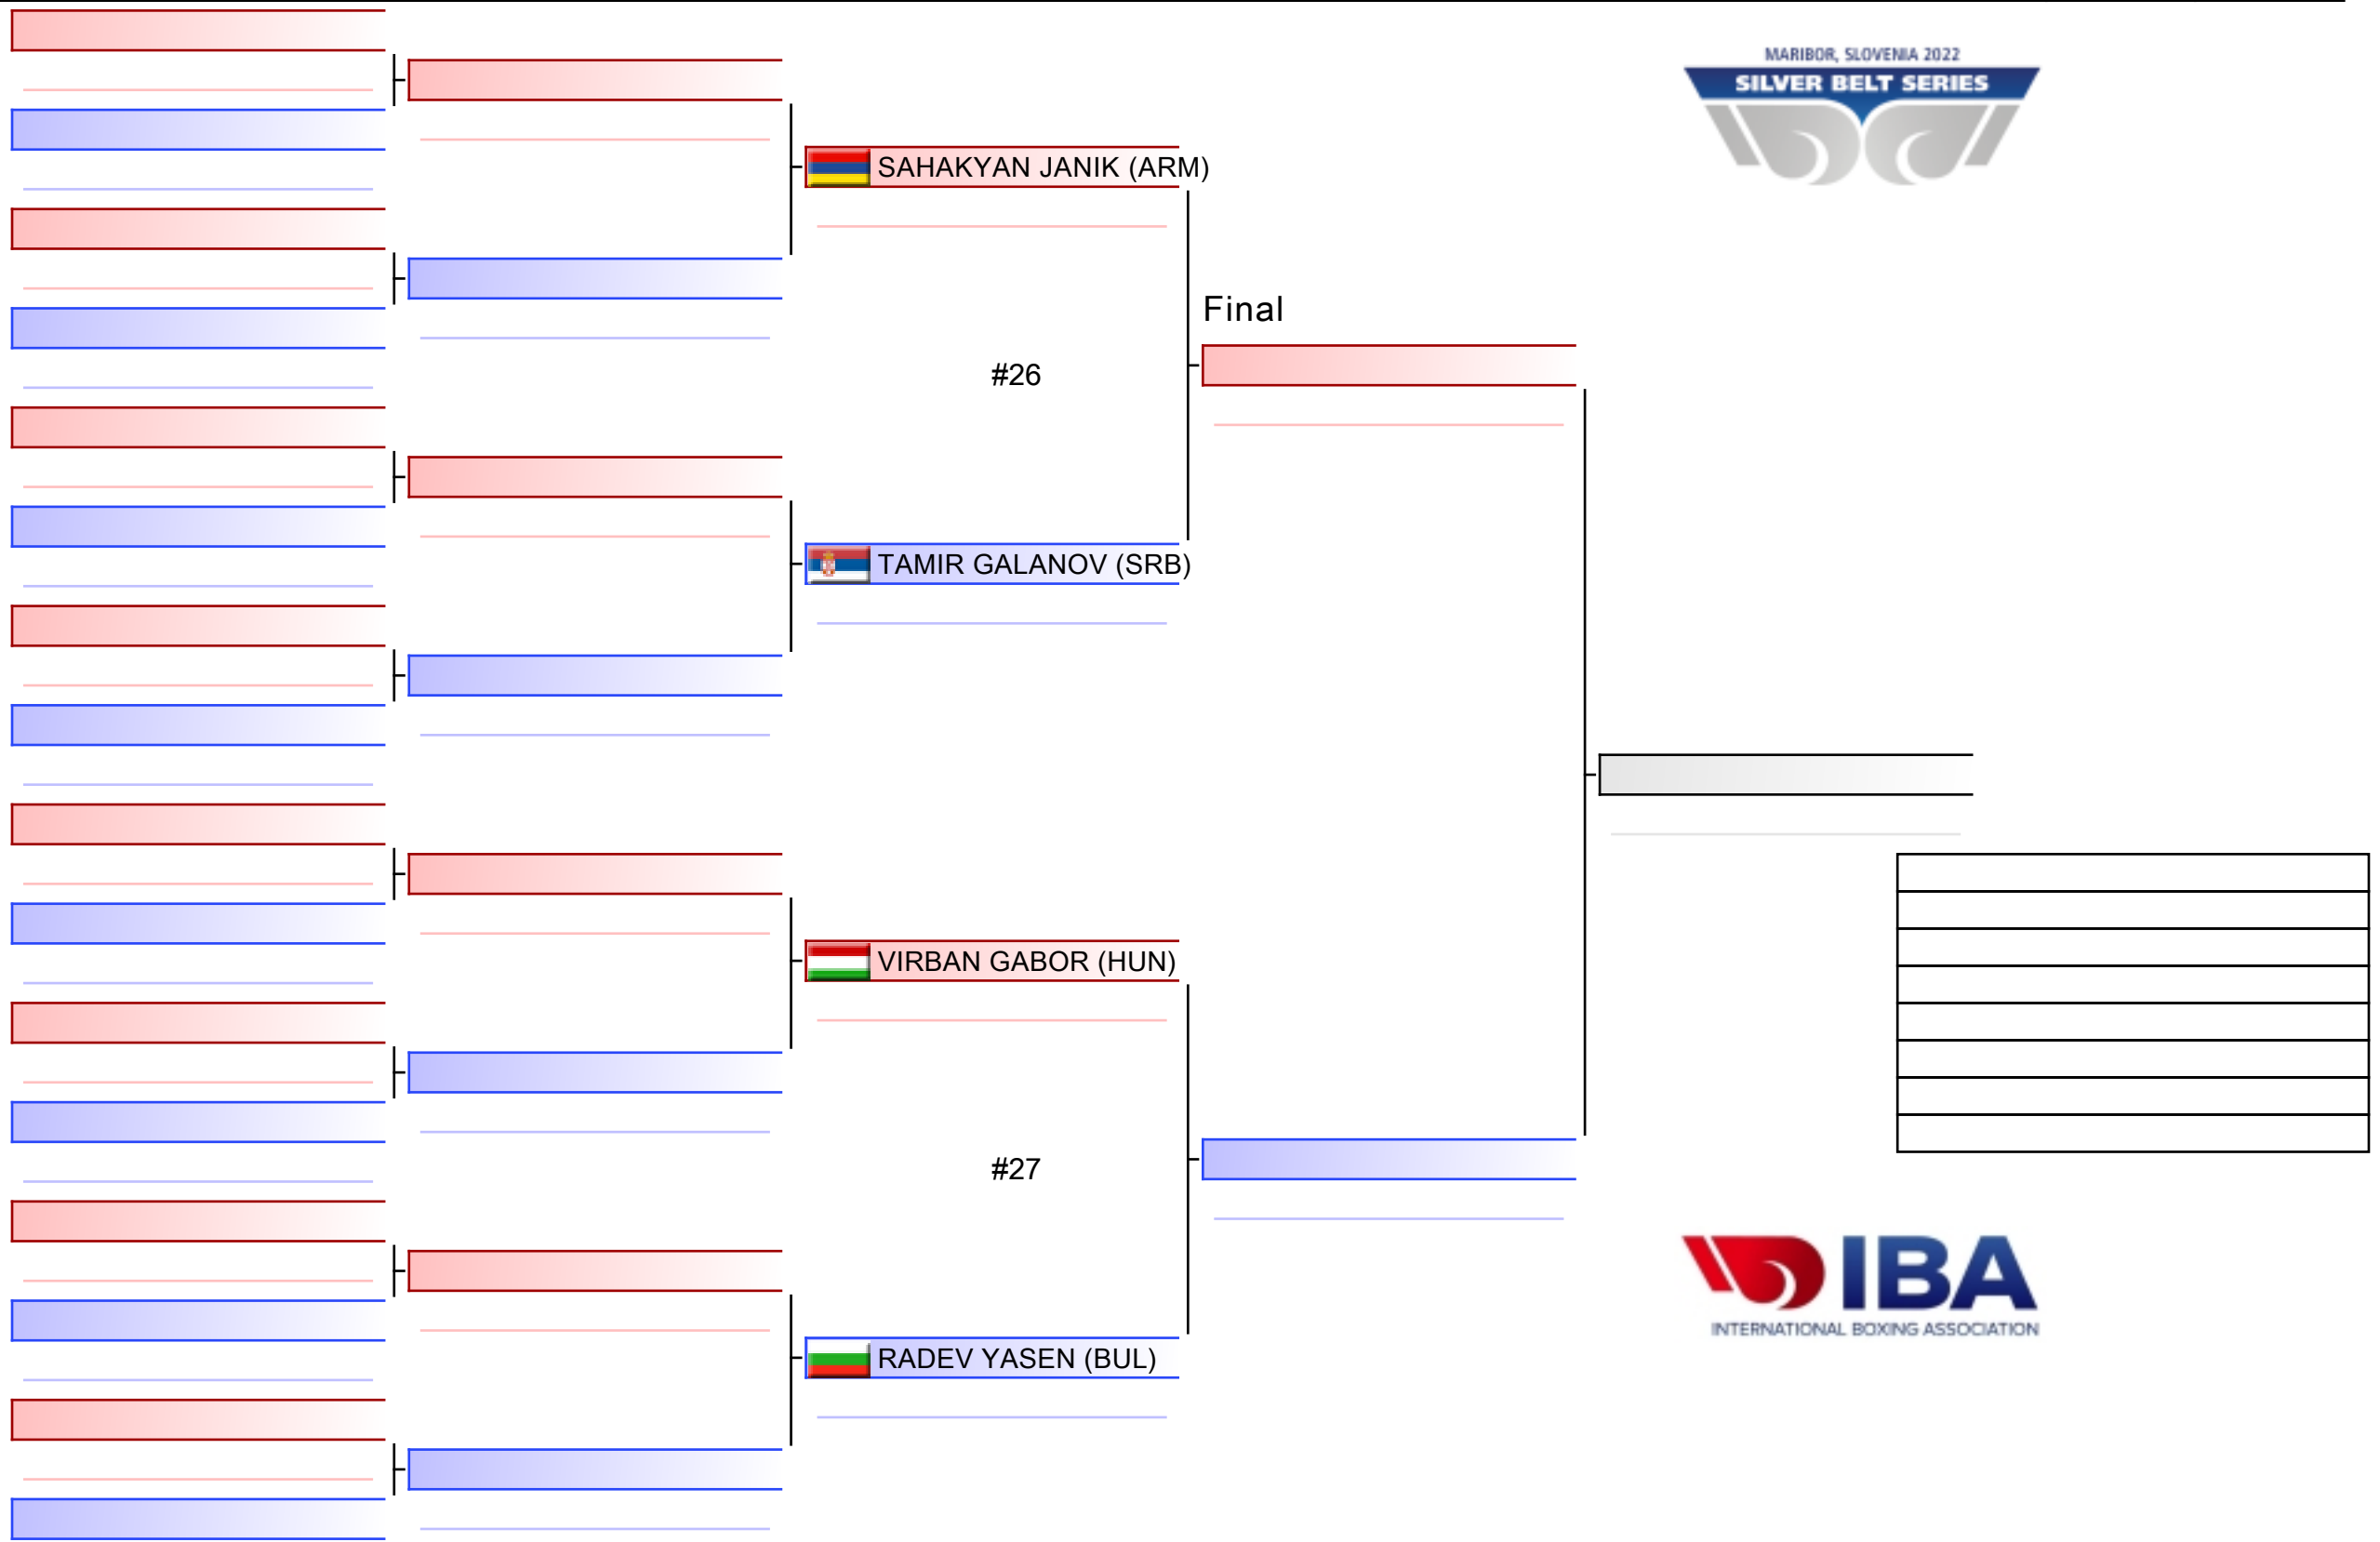 MARIBOR, SLOVENIA 2022
SILVER BELT SERIES
SAHAKYAN JANIK (ARM)
Final
#26
TAMIR GALANOV (SRB)
VIRBAN GABOR (HUN)
#27
RADEV YASEN (BUL)
IBA
INTERNATIONAL BOXING ASSOCIATION